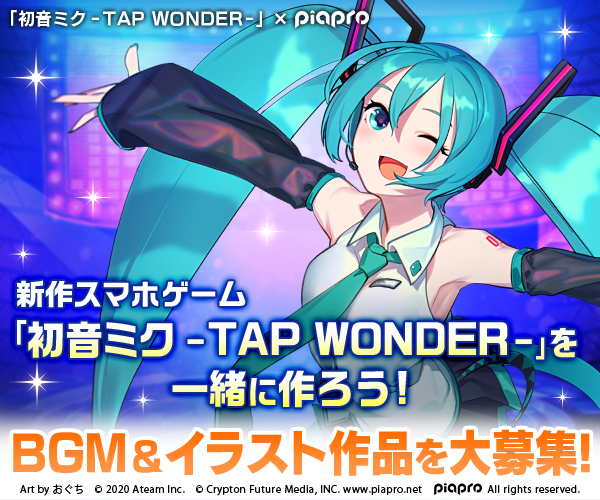 「初音ミク -TAP WONDER-」× piapro
0
新作スマホゲーム
「初音ミク -TAP WONDER-」を
一緒に作ろう!
BGM&イラスト作品を大募集!
Art by おぐち © 2020 Ateam Inc. © Crypton Future Media, INC. www.piapro.net piapro All rights reserved.